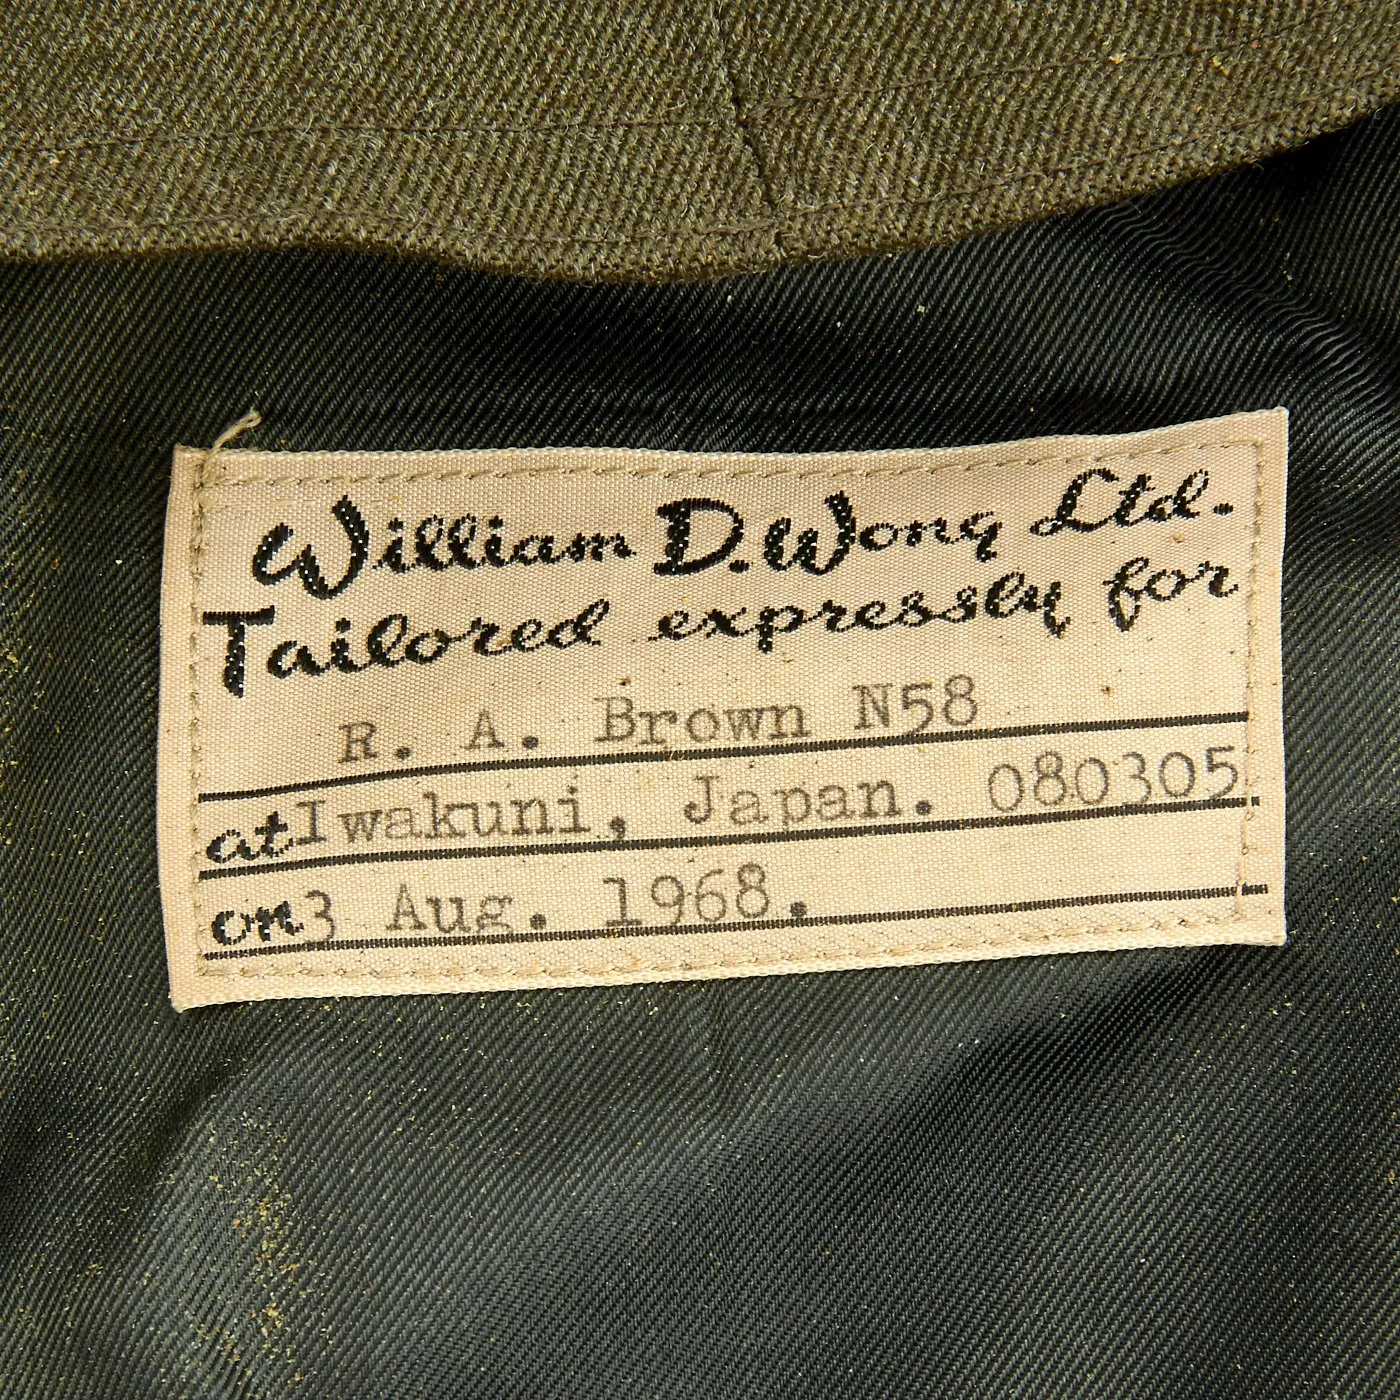 William D. Wong Ltd.
Tailored expressly for
R. A. Brown N58
at Iwakuni, Japan. 080305
on 3 Aug. 1968.